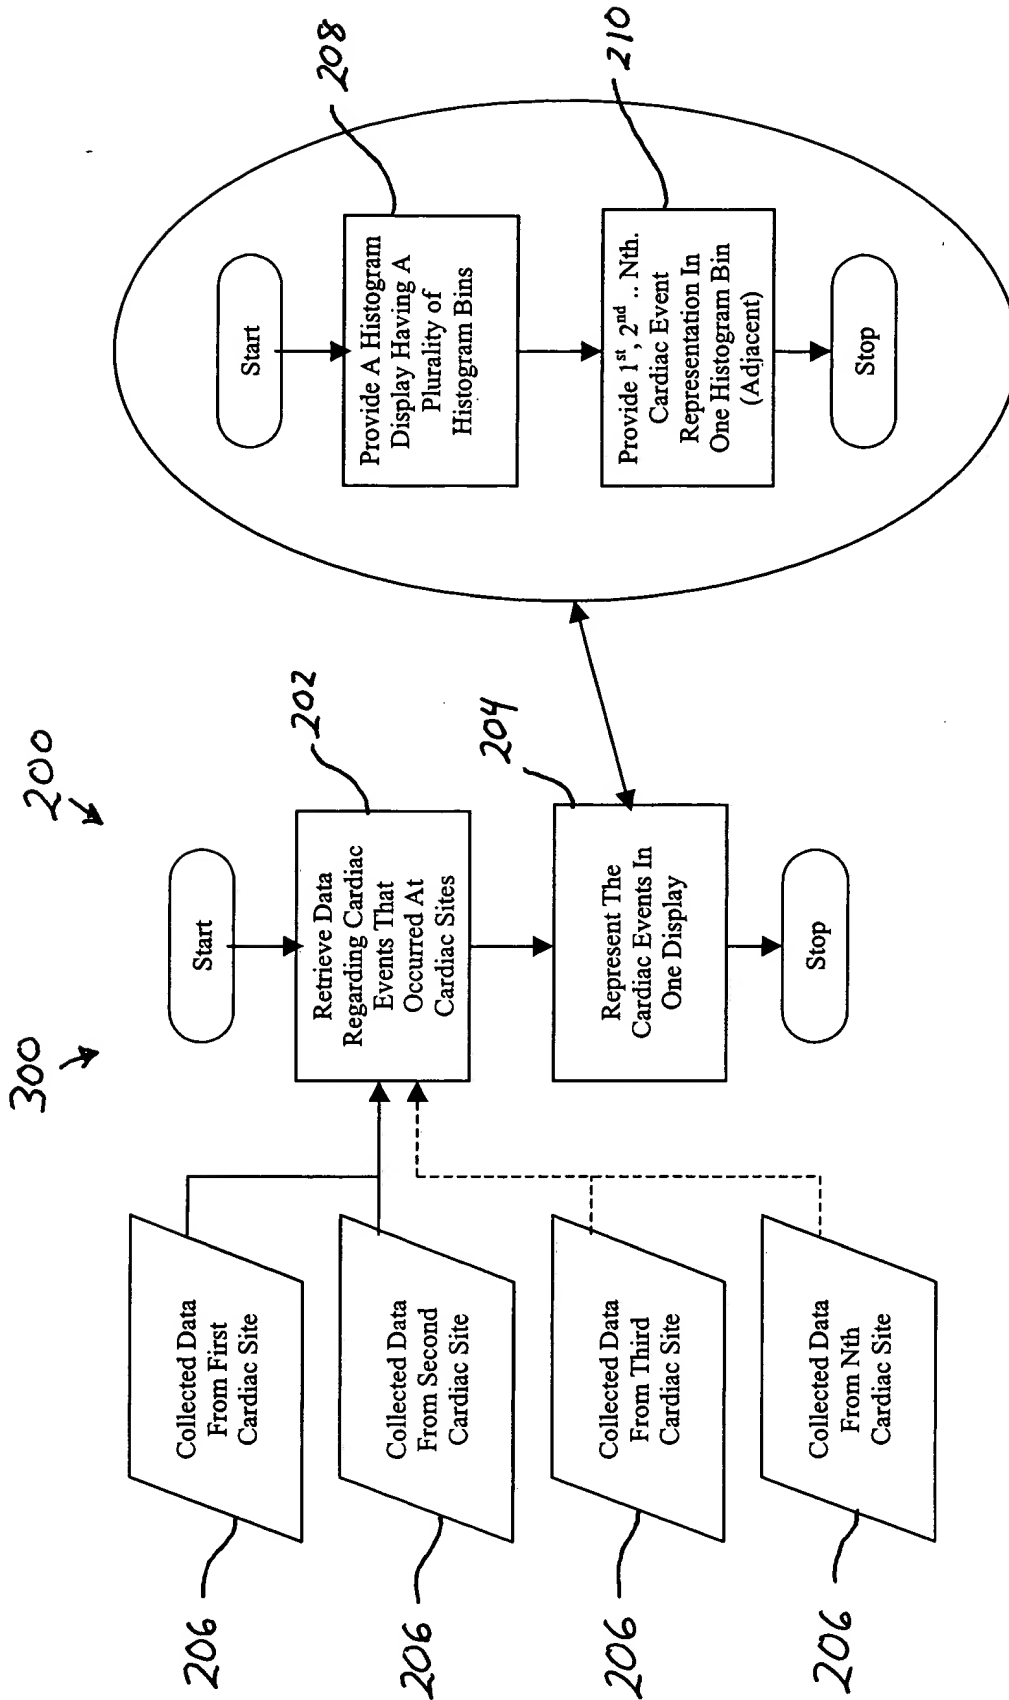 300
200
206
Collected Data
From First
Cardiac Site
206
Collected Data
From Second
Cardiac Site
206
Collected Data
From Third
Cardiac Site
206
Collected Data
From Nth
Cardiac Site
Start
202
Retrieve Data
Regarding Cardiac
Events That
Occurred At
Cardiac Sites
204
Represent The
Cardiac Events In
One Display
Stop
Start
208
Provide A Histogram
Display Having A
Plurality of
Histogram Bins
210
Provide 1st, 2nd .. Nth.
Cardiac Event
Representation In
One Histogram Bin
(Adjacent)
Stop